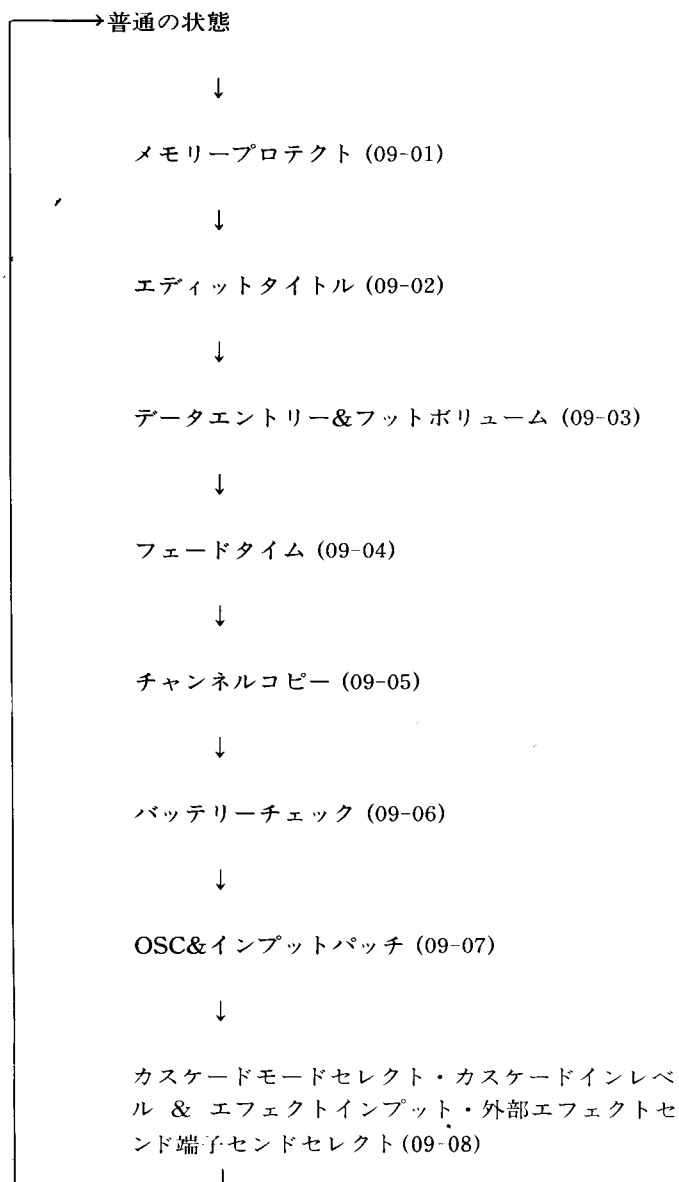 普通の状態
メモリープロテクト (09-01)
エディットタイトル (09-02)
データエントリー&フットボリューム (09-03)
フェードタイム (09-04)
チャンネルコピー (09-05)
バッテリーチェック (09-06)
OSC&インプットパッチ (09-07)
カスケードモードセレクト・カスケードインレベ
ル & エフェクトインプット・外部エフェクトセ
ンド端子センドセレクト(09-08)